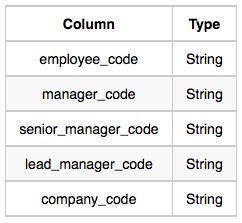 Column Type
employee_code String
manager_code String
senior_manager_code String
lead_manager_code String
company_code String